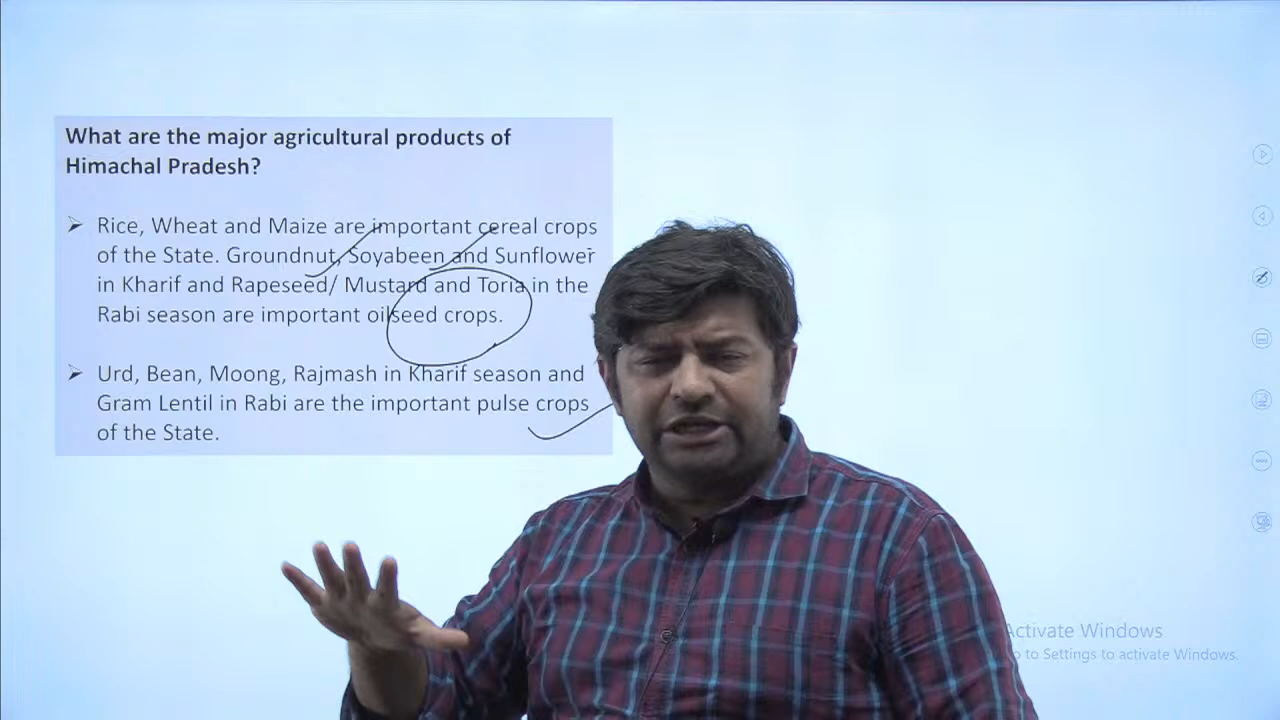 What are the major agricultural products of
Himachal Pradesh?
Rice, Wheat and Maize are important cereal crops
of the State. Groundnut, Soyabeen and Sunflower
in Kharif and Rapeseed/ Mustard and Toria in the
Rabi season are important oilseed crops.
Urd, Bean, Moong, Rajmash in Kharif season and
Gram Lentil in Rabi are the important pulse crops
of the State.
Activate Windows
to Settings to activate Windows.